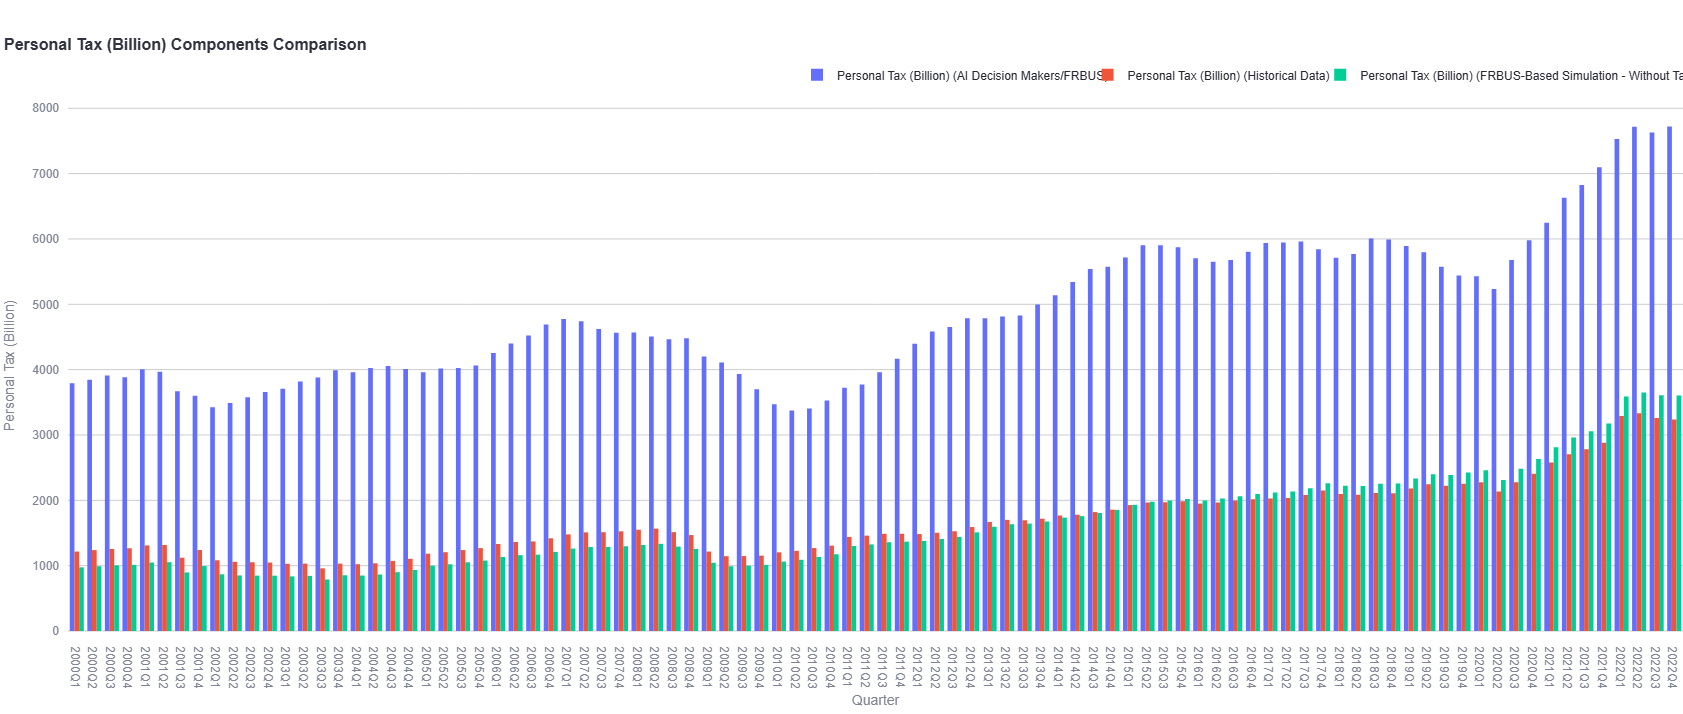 Personal Tax (Billion) Components Comparison
Personal Tax (Billion) (AI Decision Makers/FRBUS) Personal Tax (Billion) (Historical Data) Personal Tax (Billion) (FRBUS-Based Simulation - Without Ta
8000
7000
6000
5000
4000
3000
2000
1000
0
Personal Tax (Billion)
2000Q1 2000Q2 2000Q3 2000Q4 2001Q1 2001Q2 2001Q3 2001Q4 2002Q1 2002Q2 2002Q3 2002Q4 2003Q1 2003Q2 2003Q3 2003Q4 2004Q1 2004Q2 2004Q3 2004Q4 2005Q1 2005Q2 2005Q3 2005Q4 2006Q1 2006Q2 2006Q3 2006Q4 2007Q1 2007Q2 2007Q3 2007Q4 2008Q1 2008Q2 2008Q3 2008Q4 2009Q1 2009Q2 2009Q3 2009Q4 2010Q1 2010Q2 2010Q3 2010Q4 2011Q1 2011Q2 2011Q3 2011Q4 2012Q1 2012Q2 2012Q3 2012Q4 2013Q1 2013Q2 2013Q3 2013Q4 2014Q1 2014Q2 2014Q3 2014Q4 2015Q1 2015Q2 2015Q3 2015Q4 2016Q1 2016Q2 2016Q3 2016Q4 2017Q1 2017Q2 2017Q3 2017Q4 2018Q1 2018Q2 2018Q3 2018Q4 2019Q1 2019Q2 2019Q3 2019Q4 2020Q1 2020Q2 2020Q3 2020Q4 2021Q1 2021Q2 2021Q3 2021Q4 2022Q1 2022Q2 2022Q3 2022Q4
Quarter